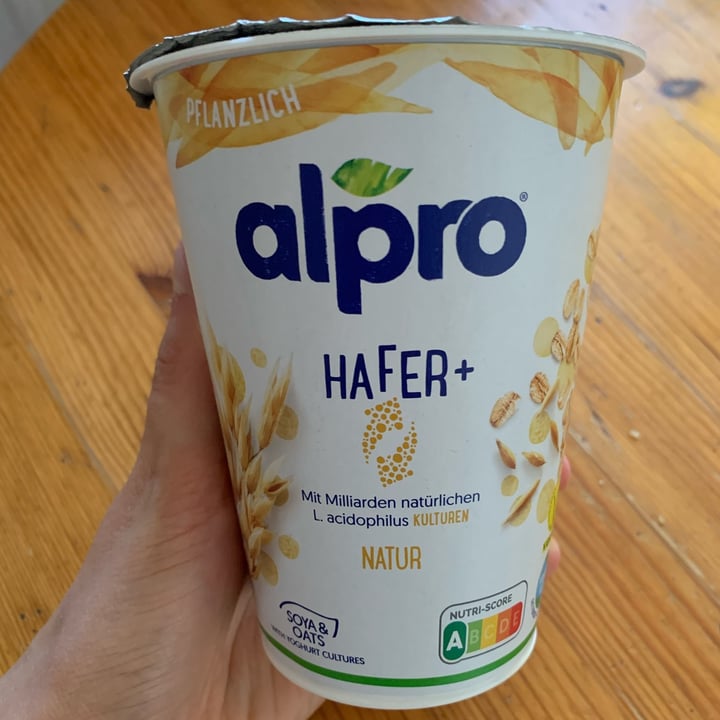 PFLANZLICH
alpro®
HAFER+
Mit Milliarden natürlichen
L. acidophilus KULTUREN
NATUR
SOYA &
OATS
WITH YOGHURT CULTURES
NUTRI-SCORE
A B C D E